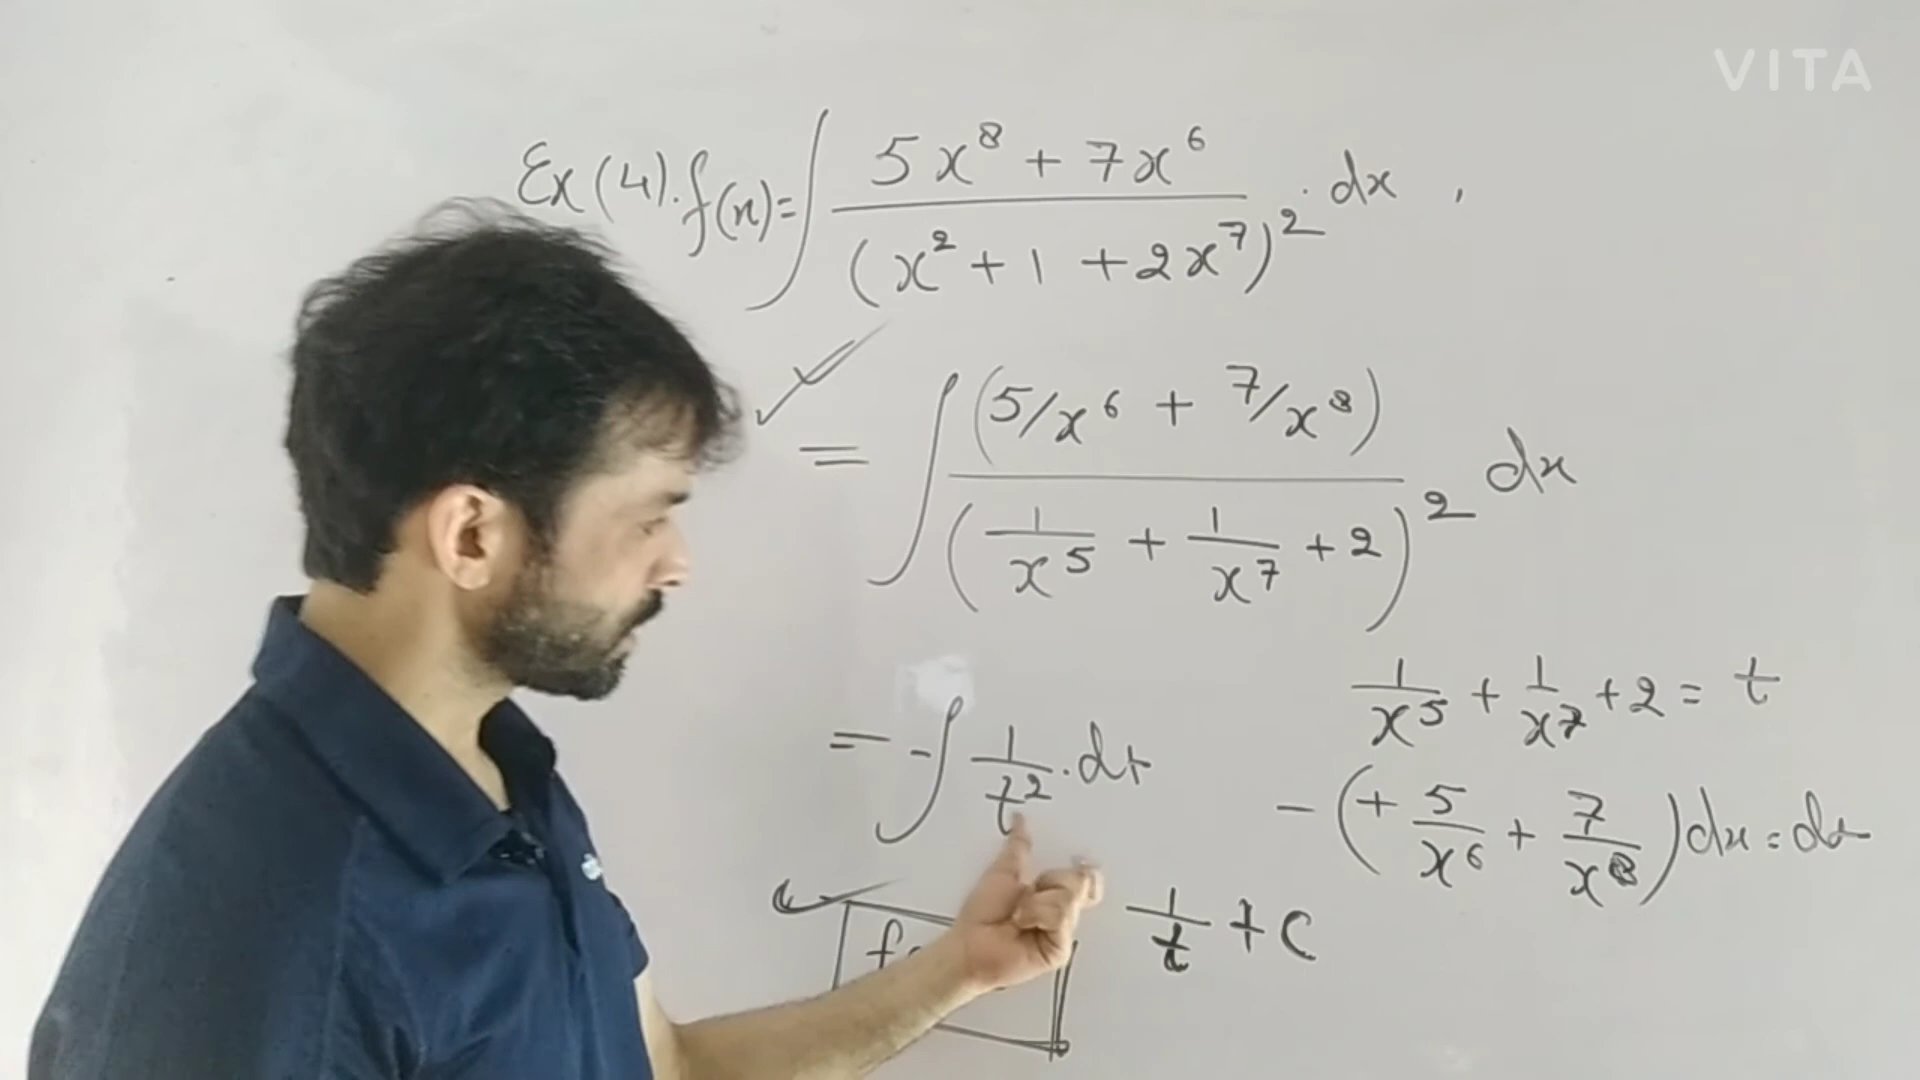 VITA
Ex (4). f(x) = ∫ (5x⁸ + 7x⁶) / (x² + 1 + 2x⁷)² . dx ,
= ∫ (5/x⁶ + 7/x⁸) / (1/x⁵ + 1/x⁷ + 2)² dx
1/x⁵ + 1/x⁷ + 2 = t
= - ∫ 1/t² . dt
- (+ 5/x⁶ + 7/x⁸) dx = dt
1/t + c